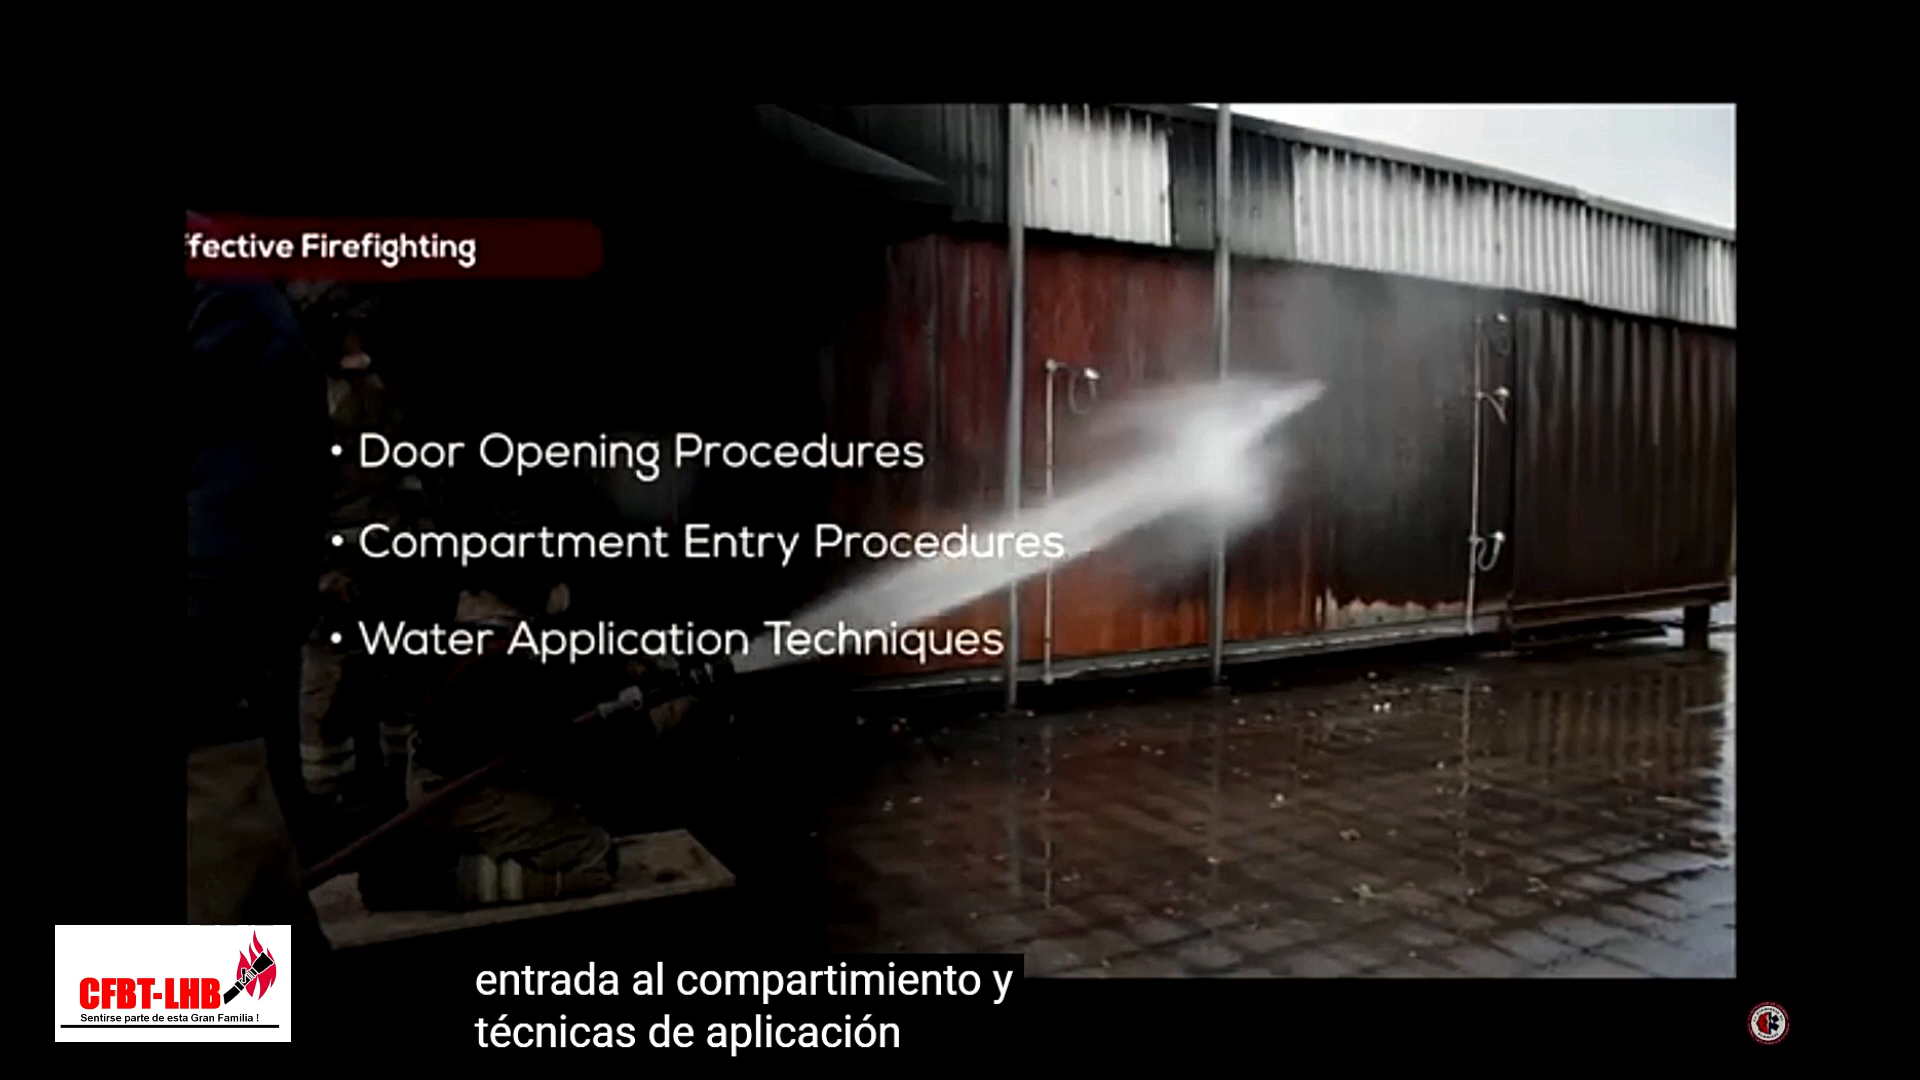 ffective Firefighting
• Door Opening Procedures
• Compartment Entry Procedures
• Water Application Techniques
CFBT-LHB
Sentirse parte de esta Gran Familia !
entrada al compartimiento y
técnicas de aplicación